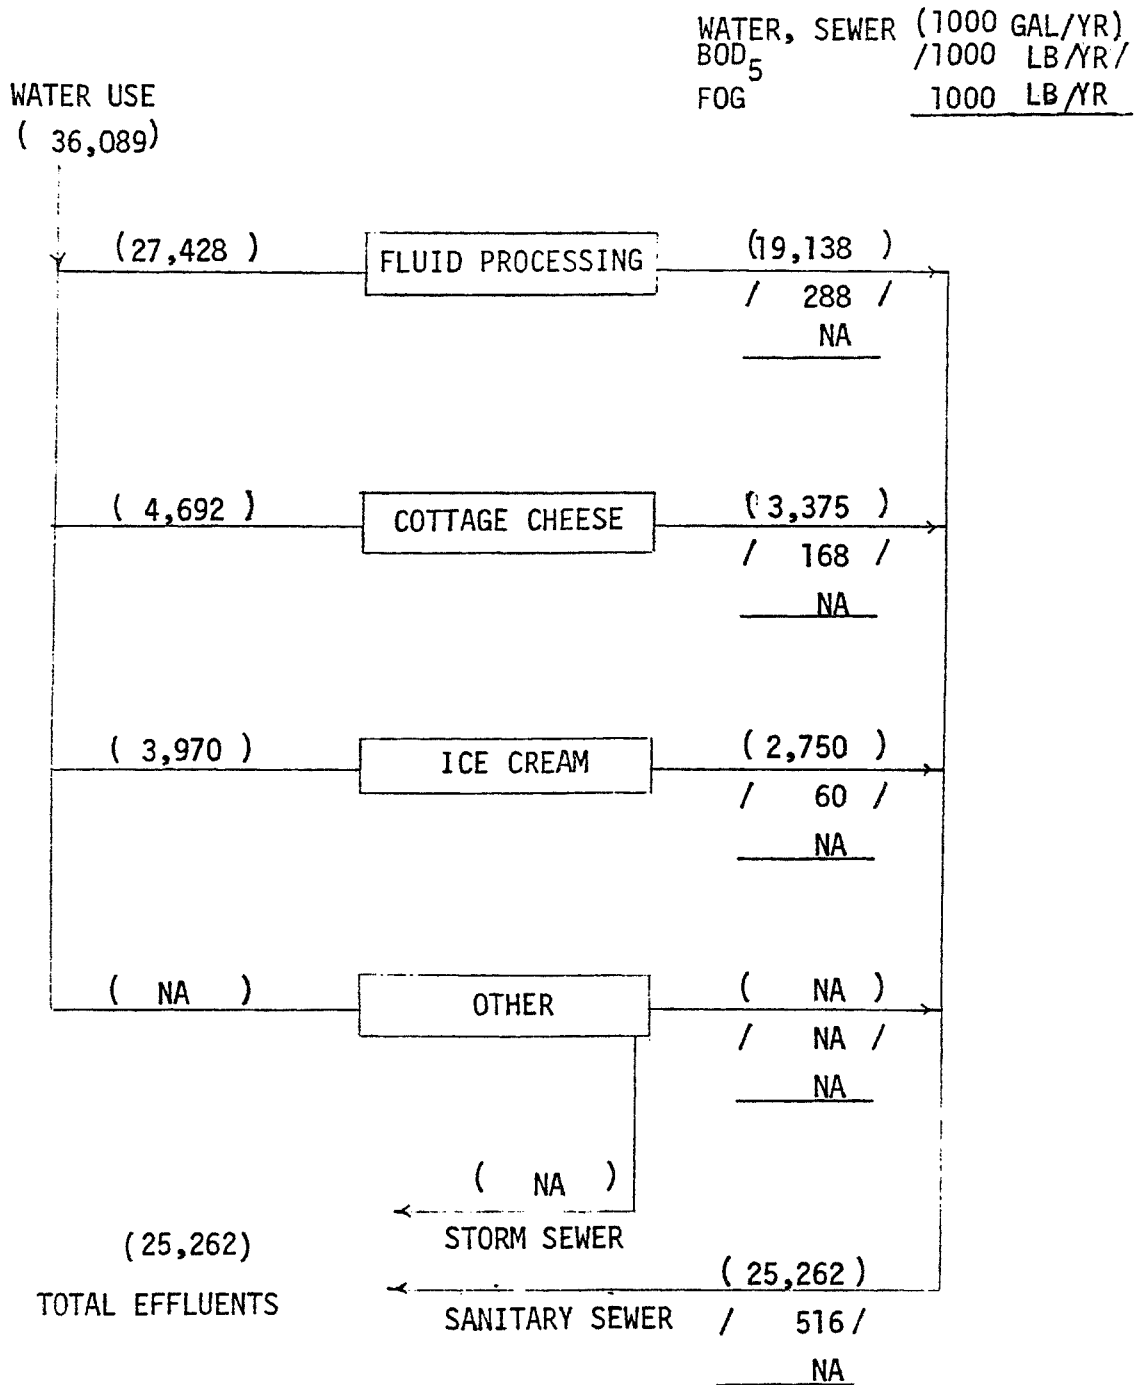 WATER, SEWER (1000 GAL/YR)
BOD5 /1000 LB/YR/
FOG 1000 LB/YR
WATER USE
( 36,089)
(27,428 ) FLUID PROCESSING (19,138 )
/ 288 /
NA
( 4,692 ) COTTAGE CHEESE ( 3,375 )
/ 168 /
NA
( 3,970 ) ICE CREAM ( 2,750 )
/ 60 /
NA
( NA ) OTHER ( NA )
/ NA /
NA
( NA )
STORM SEWER
(25,262)
TOTAL EFFLUENTS
( 25,262 )
SANITARY SEWER / 516/
NA